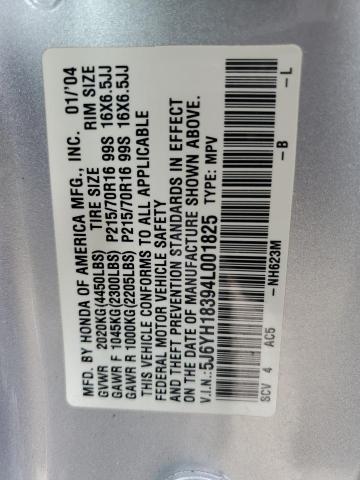 MFD. BY HONDA OF AMERICA MFG., INC. 01/'04
TIRE SIZE RIM SIZE
GVWR 2020KG(4450LBS)
GAWR F 1045KG(2300LBS) P215/70R16 99S 16X6.5JJ
GAWR R 1000KG(2205LBS) P215/70R16 99S 16X6.5JJ
THIS VEHICLE CONFORMS TO ALL APPLICABLE
FEDERAL MOTOR VEHICLE SAFETY
AND THEFT PREVENTION STANDARDS IN EFFECT
ON THE DATE OF MANUFACTURE SHOWN ABOVE.
V.I.N.:5J6YH18394L001825 TYPE: MPV
SCV 4 AC5 -NH623M -B -L